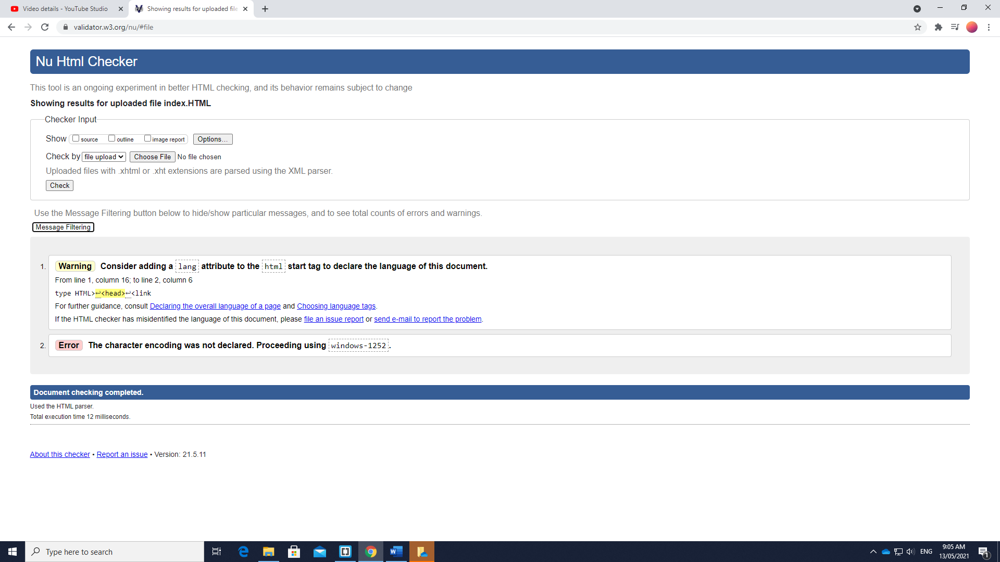 Video details - YouTube Studio
Showing results for uploaded file
validator.w3.org/nu/#file
Nu Html Checker
This tool is an ongoing experiment in better HTML checking, and its behavior remains subject to change
Showing results for uploaded file index.HTML
Checker Input
Show source outline image report Options...
Check by file upload Choose File No file chosen
Uploaded files with .xhtml or .xht extensions are parsed using the XML parser.
Check
Use the Message Filtering button below to hide/show particular messages, and to see total counts of errors and warnings.
Message Filtering
1. Warning Consider adding a lang attribute to the html start tag to declare the language of this document.
From line 1, column 16; to line 2, column 6
type HTML>↩<head>↩<link
For further guidance, consult Declaring the overall language of a page and Choosing language tags.
If the HTML checker has misidentified the language of this document, please file an issue report or send e-mail to report the problem.
2. Error The character encoding was not declared. Proceeding using windows-1252.
Document checking completed.
Used the HTML parser.
Total execution time 12 milliseconds.
About this checker • Report an issue • Version: 21.5.11
Type here to search
ENG
9:05 AM
13/05/2021
1